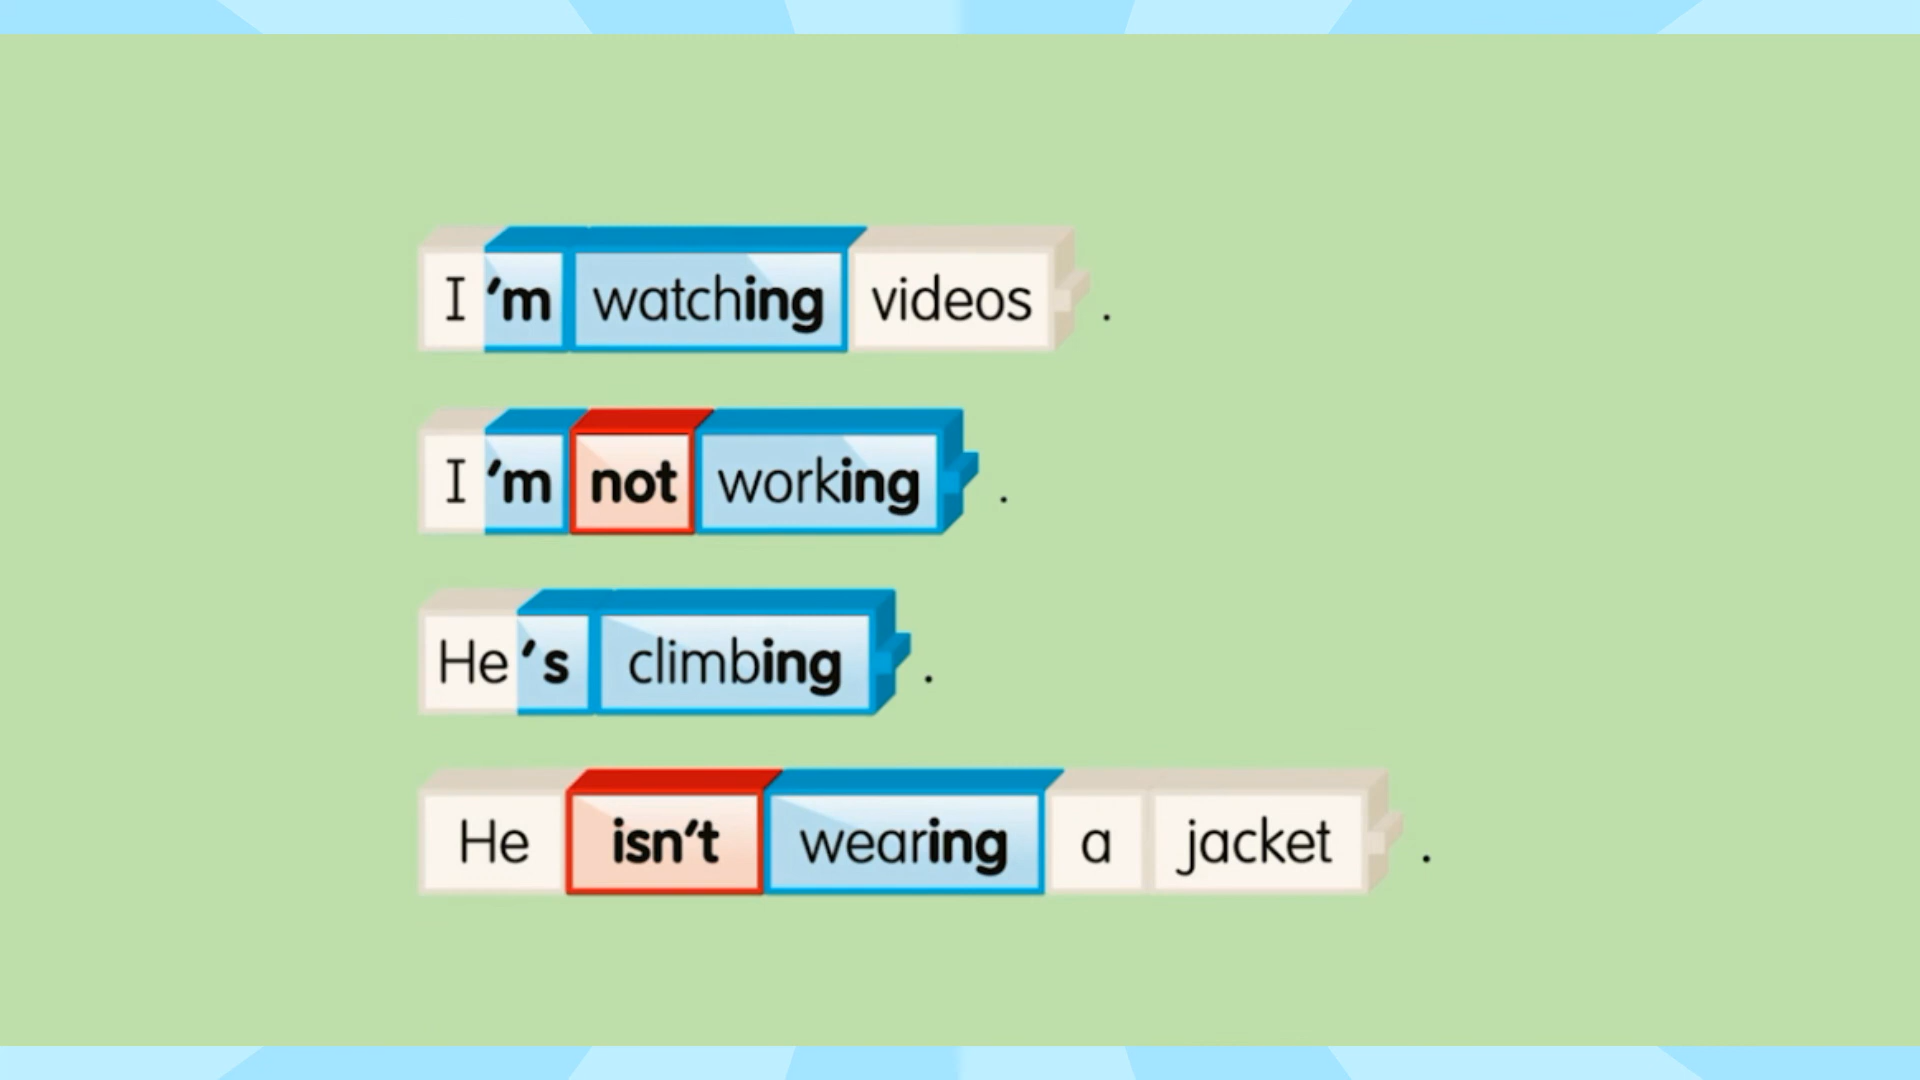 I'm watching videos.
I'm not working.
He's climbing.
He isn't wearing a jacket.